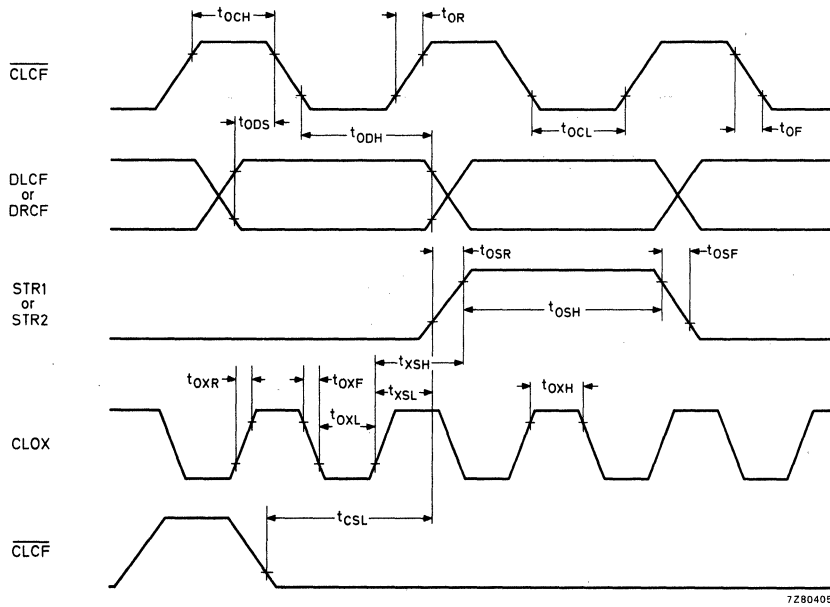 tOCH
tOR
CLCF
tODS
tODH
tOCL
tOF
DLCF
or
DRCF
tOSR
tOSF
STR1
or
STR2
tOSH
tXSH
tOXR
tOXF
tXSL
tOXH
tOXL
CLOX
tCSL
CLCF
7Z80405